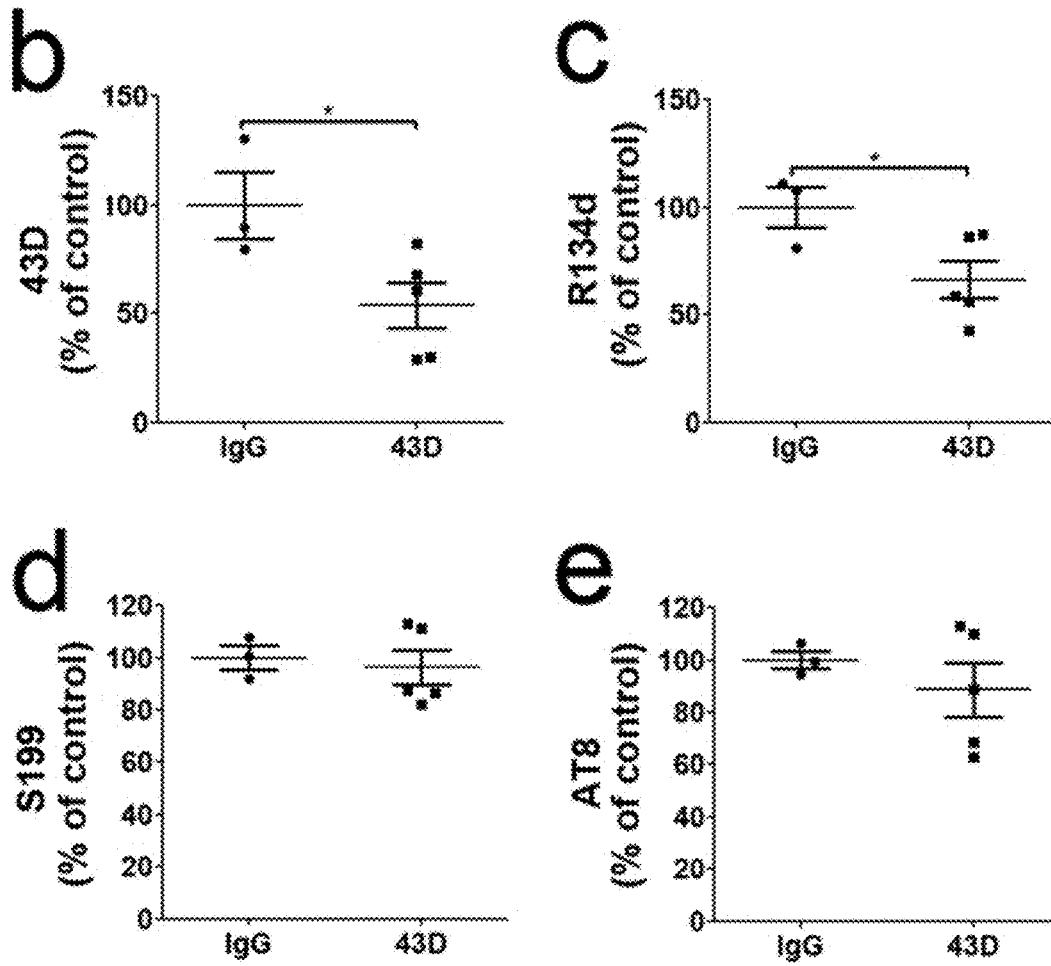 b
43D
(% of control)
150
100
50
0
*
IgG
43D
c
R134d
(% of control)
150
100
50
0
*
IgG
43D
d
S199
(% of control)
120
100
80
60
40
20
0
IgG
43D
e
AT8
(% of control)
120
100
80
60
40
20
0
IgG
43D